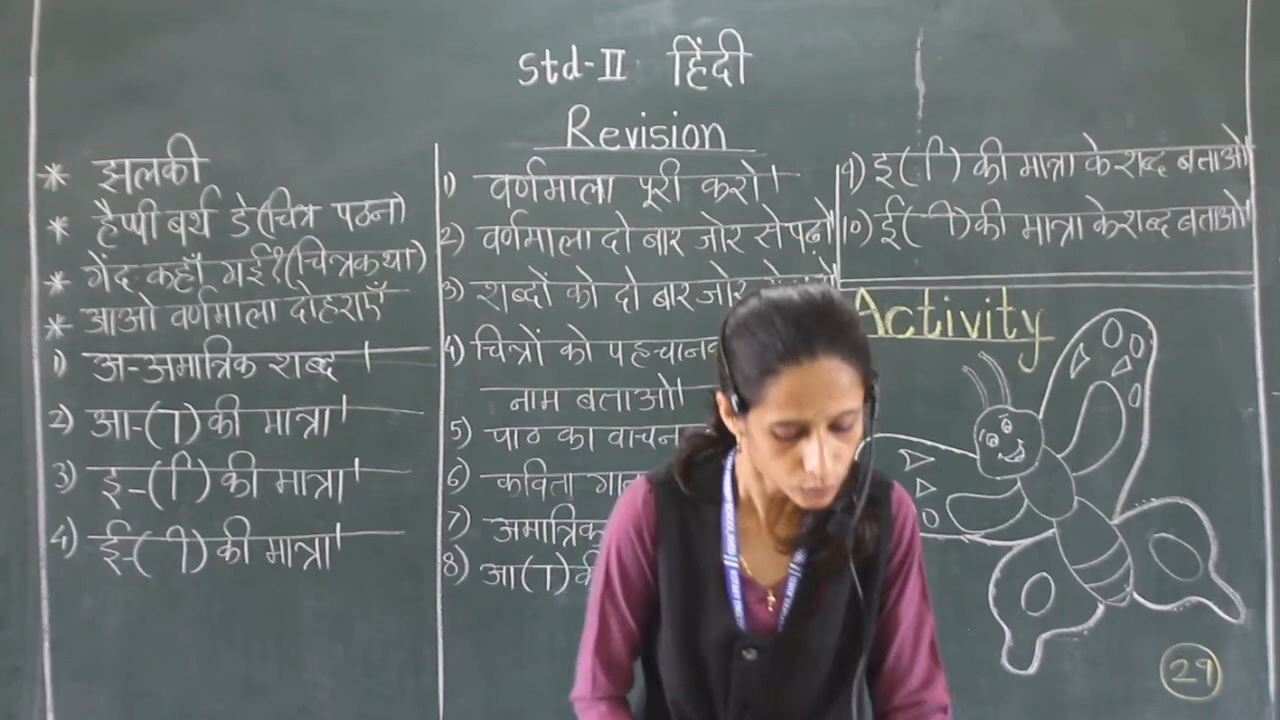 Std-II हिंदी
Revision
* झलकी
* हैप्पी बर्थ डे (चित्र पठन)
* गेंद कहाँ गई? (चित्रकथा)
* आओ वर्णमाला दोहराएँ
1) अ-अमात्रिक शब्द ।
2) आ-(ा) की मात्रा।
3) इ-(ि) की मात्रा।
4) ई-(ी) की मात्रा।
1) वर्णमाला पूरी करो।
2) वर्णमाला दो बार जोर से पढ़ो
3) शब्दों को दो बार जोर
4) चित्रों को
नाम बताओ।
5) पाठ का वाचन
6) कविता
7) अमात्रिक
8) आ(ा)
9) इ(ि) की मात्रा के शब्द बताओ।
10) ई(ी) की मात्रा के शब्द बताओ।
Activity
29